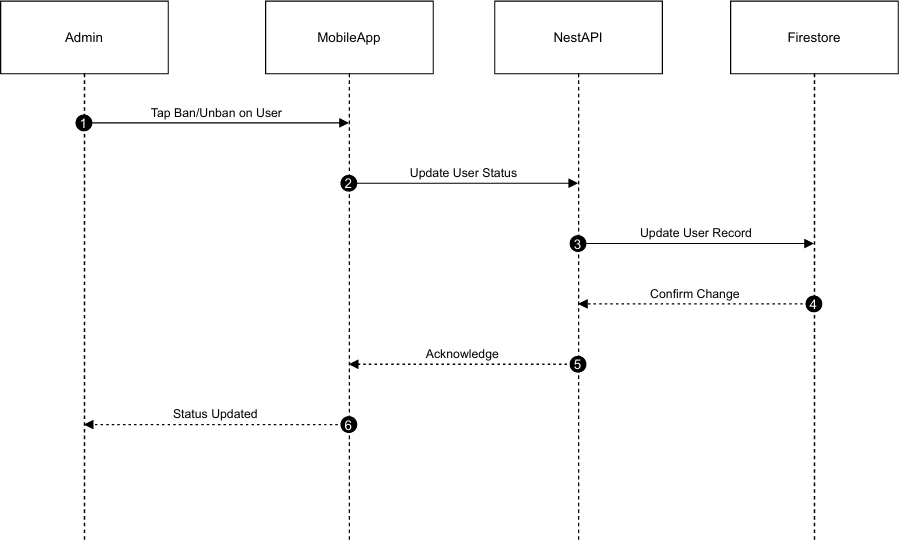 Admin
MobileApp
NestAPI
Firestore
Tap Ban/Unban on User
1
Update User Status
2
Update User Record
3
Confirm Change
4
Acknowledge
5
Status Updated
6